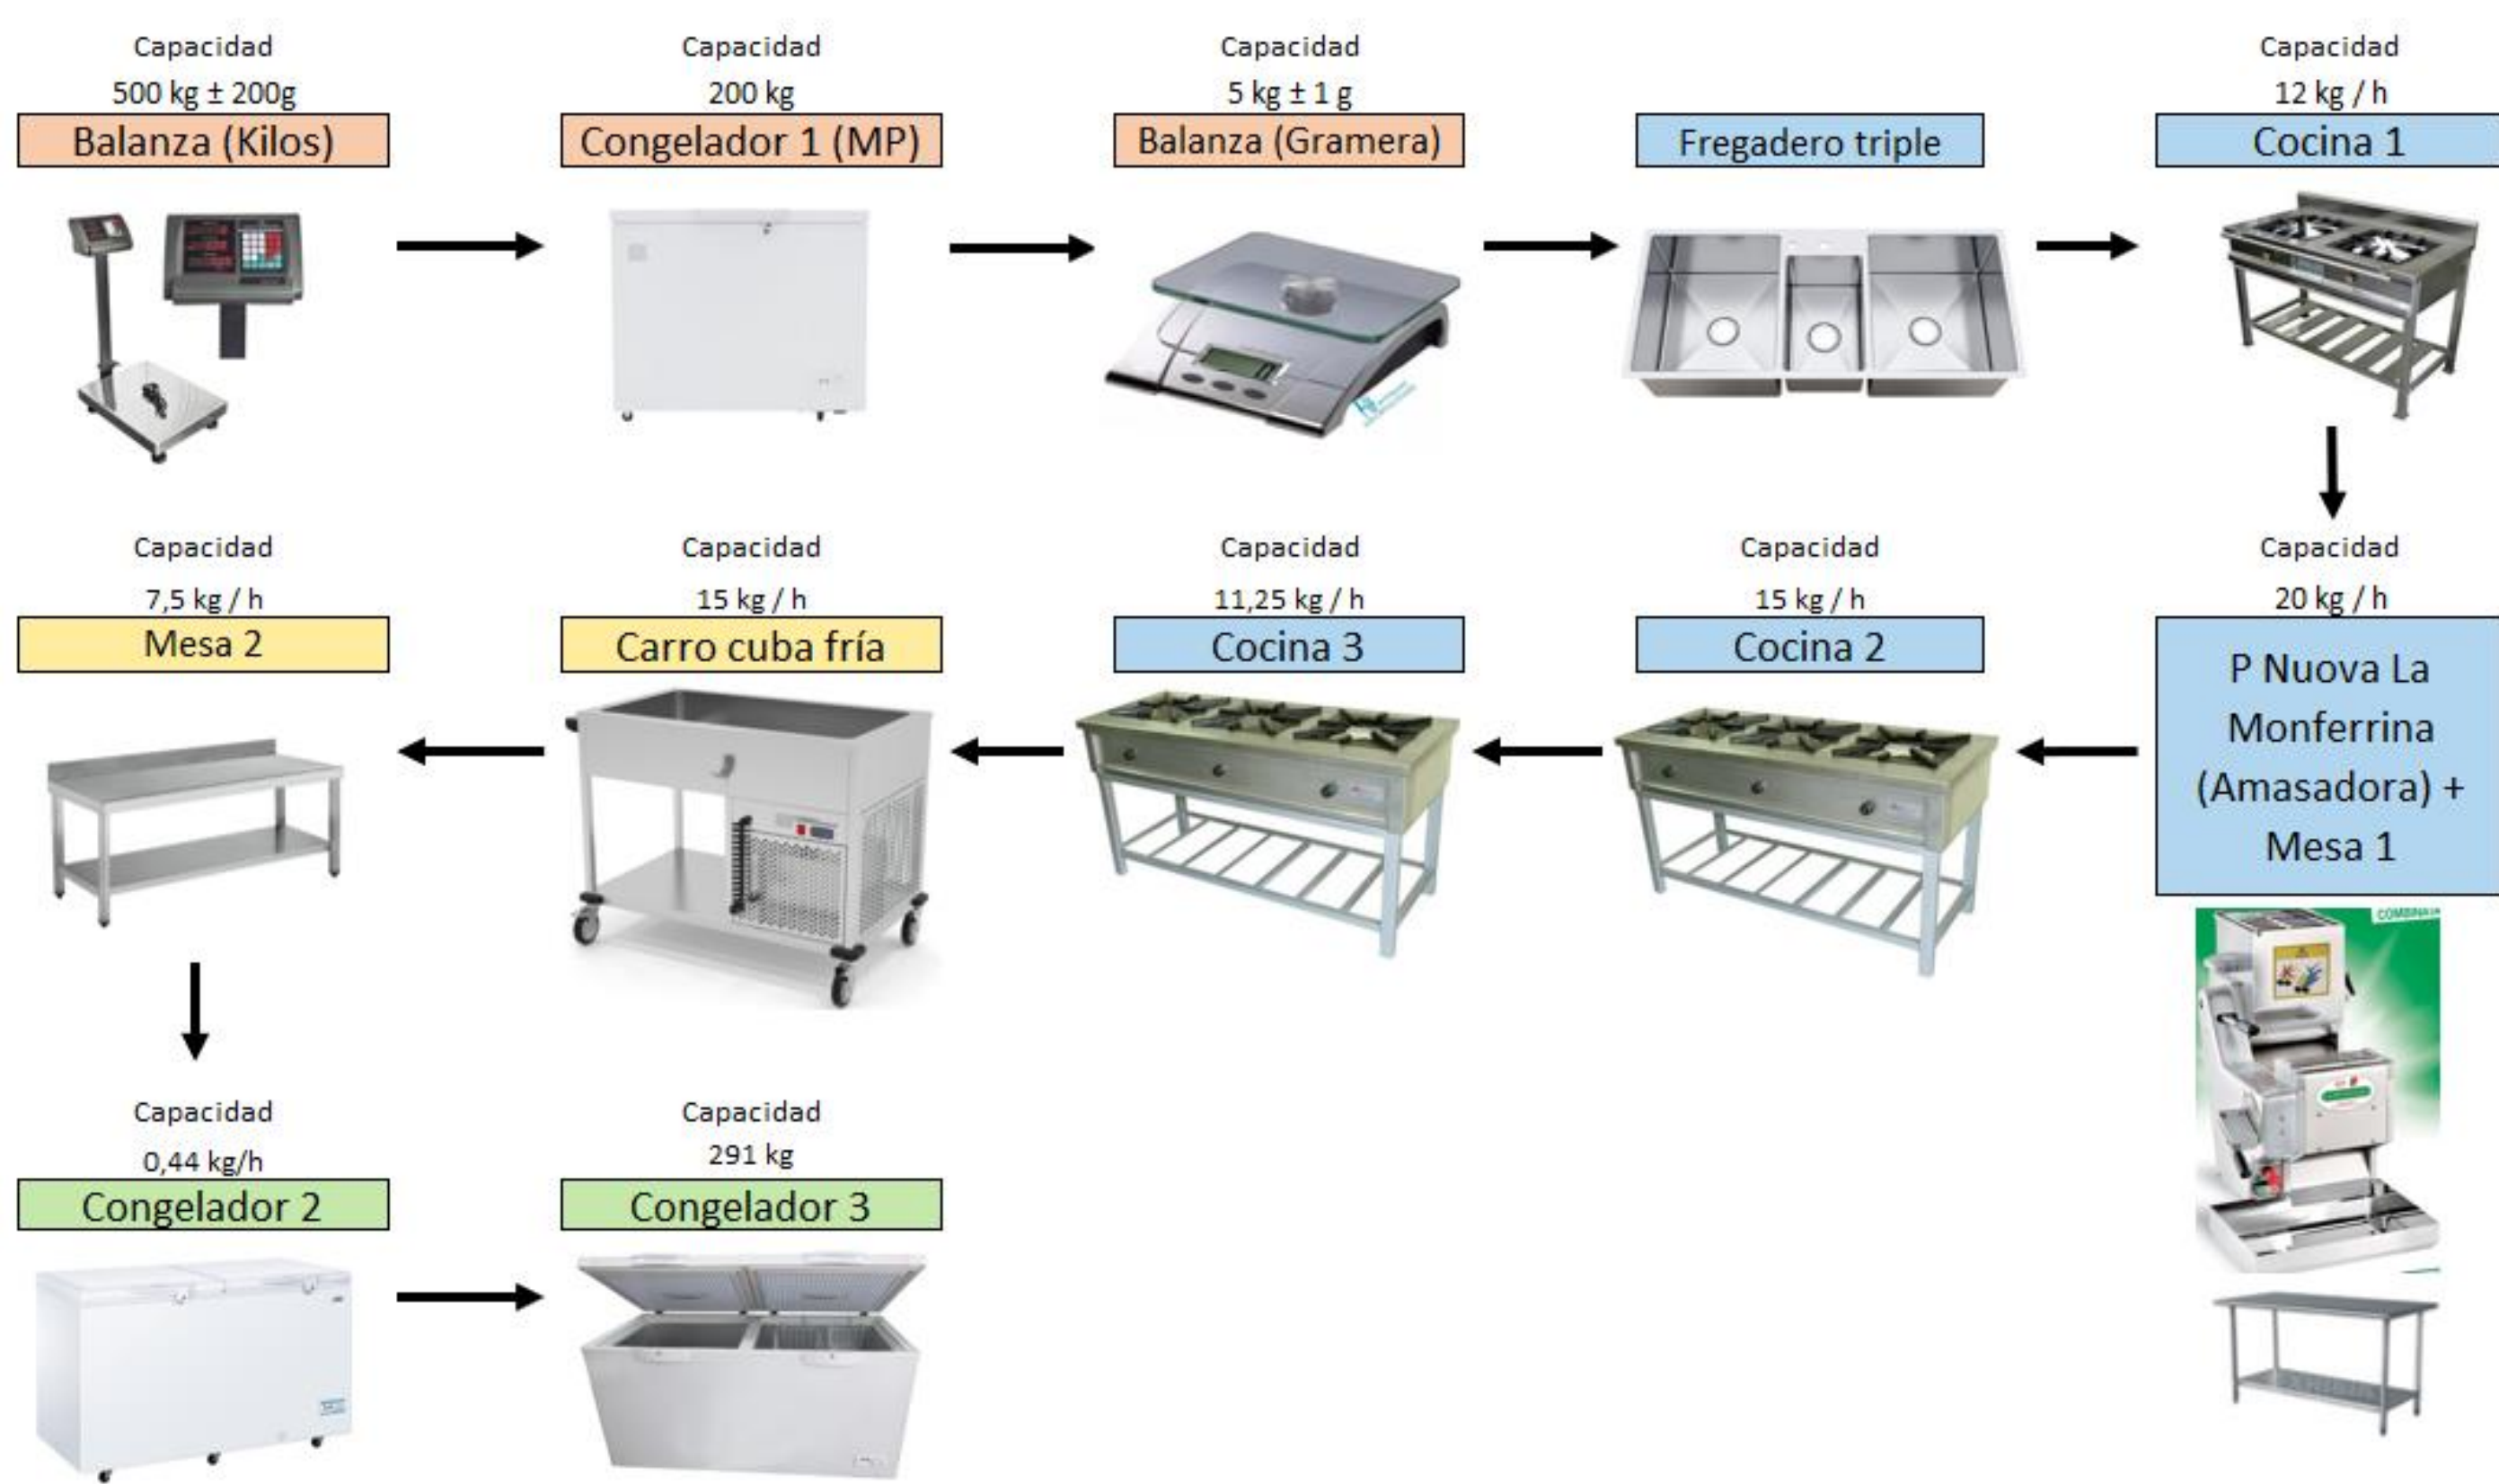 Capacidad
500 kg ± 200g
Balanza (Kilos)
Capacidad
200 kg
Congelador 1 (MP)
Capacidad
5 kg ± 1 g
Balanza (Gramera)
Fregadero triple
Capacidad
12 kg / h
Cocina 1
Capacidad
7,5 kg / h
Mesa 2
Capacidad
15 kg / h
Carro cuba fría
Capacidad
11,25 kg / h
Cocina 3
Capacidad
15 kg / h
Cocina 2
Capacidad
20 kg / h
P Nuova La
Monferrina
(Amasadora) +
Mesa 1
Capacidad
0,44 kg/h
Congelador 2
Capacidad
291 kg
Congelador 3